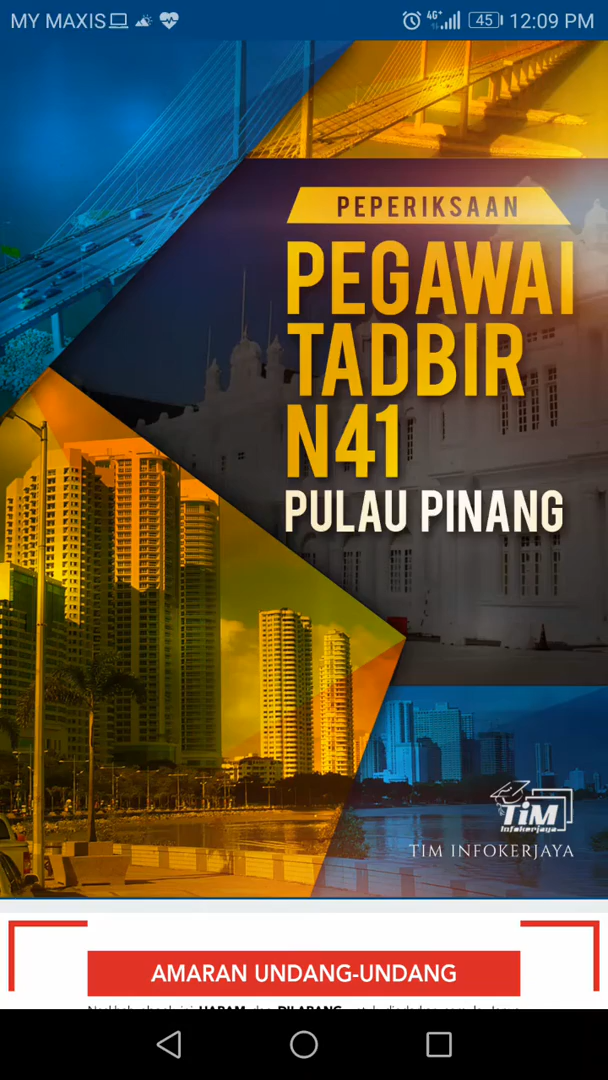 MY MAXIS
4G+ 45 12:09 PM
PEPERIKSAAN
PEGAWAI
TADBIR
N41
PULAU PINANG
TiM
Infokerjaya
TIM INFOKERJAYA
AMARAN UNDANG-UNDANG